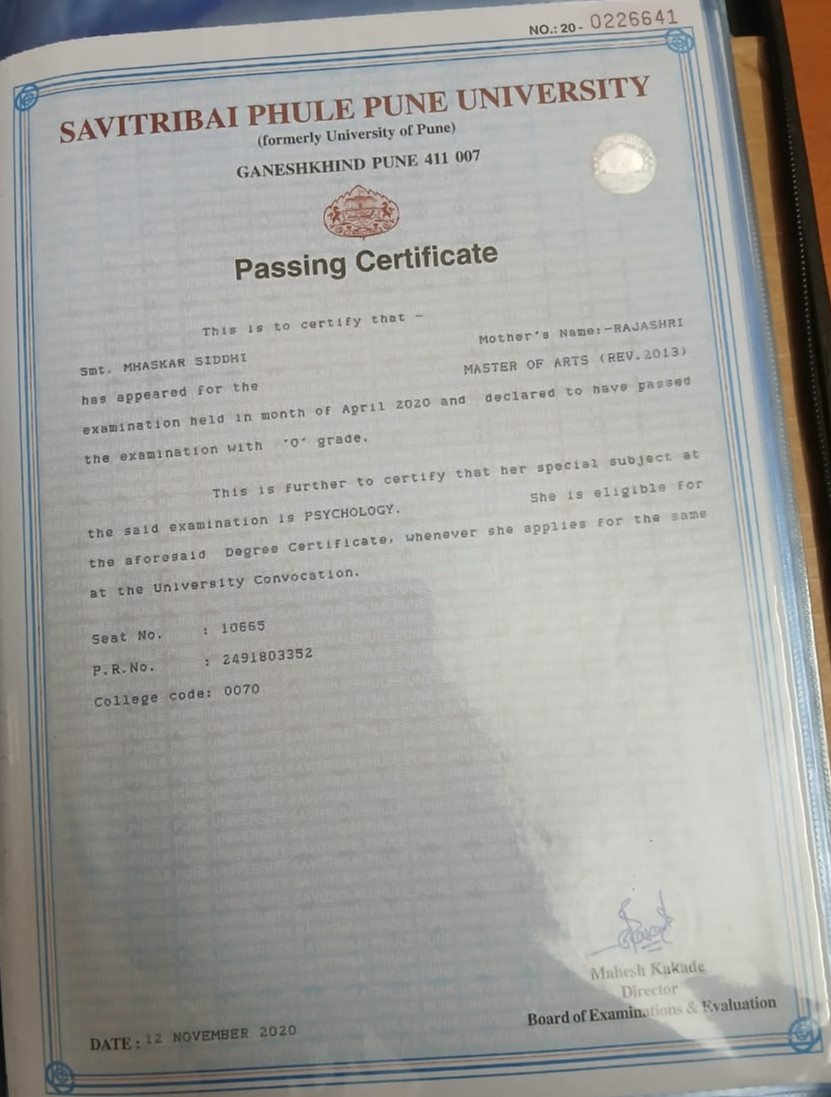 NO.: 20 - 0226641
SAVITRIBAI PHULE PUNE UNIVERSITY
(formerly University of Pune)
GANESHKHIND PUNE 411 007
Passing Certificate
This is to certify that -
Smt. MHASKAR SIDDHI Mother's Name:-RAJASHRI
has appeared for the MASTER OF ARTS (REV.2013)
examination held in month of April 2020 and declared to have passed
the examination with 'O' grade.
This is further to certify that her special subject at
the said examination is PSYCHOLOGY. She is eligible for
the aforesaid Degree Certificate, whenever she applies for the same
at the University Convocation.
Seat No. : 10665
P.R.No. : 2491803352
College code: 0070
Mahesh Kakade
Director
Board of Examinations & Evaluation
DATE : 12 NOVEMBER 2020